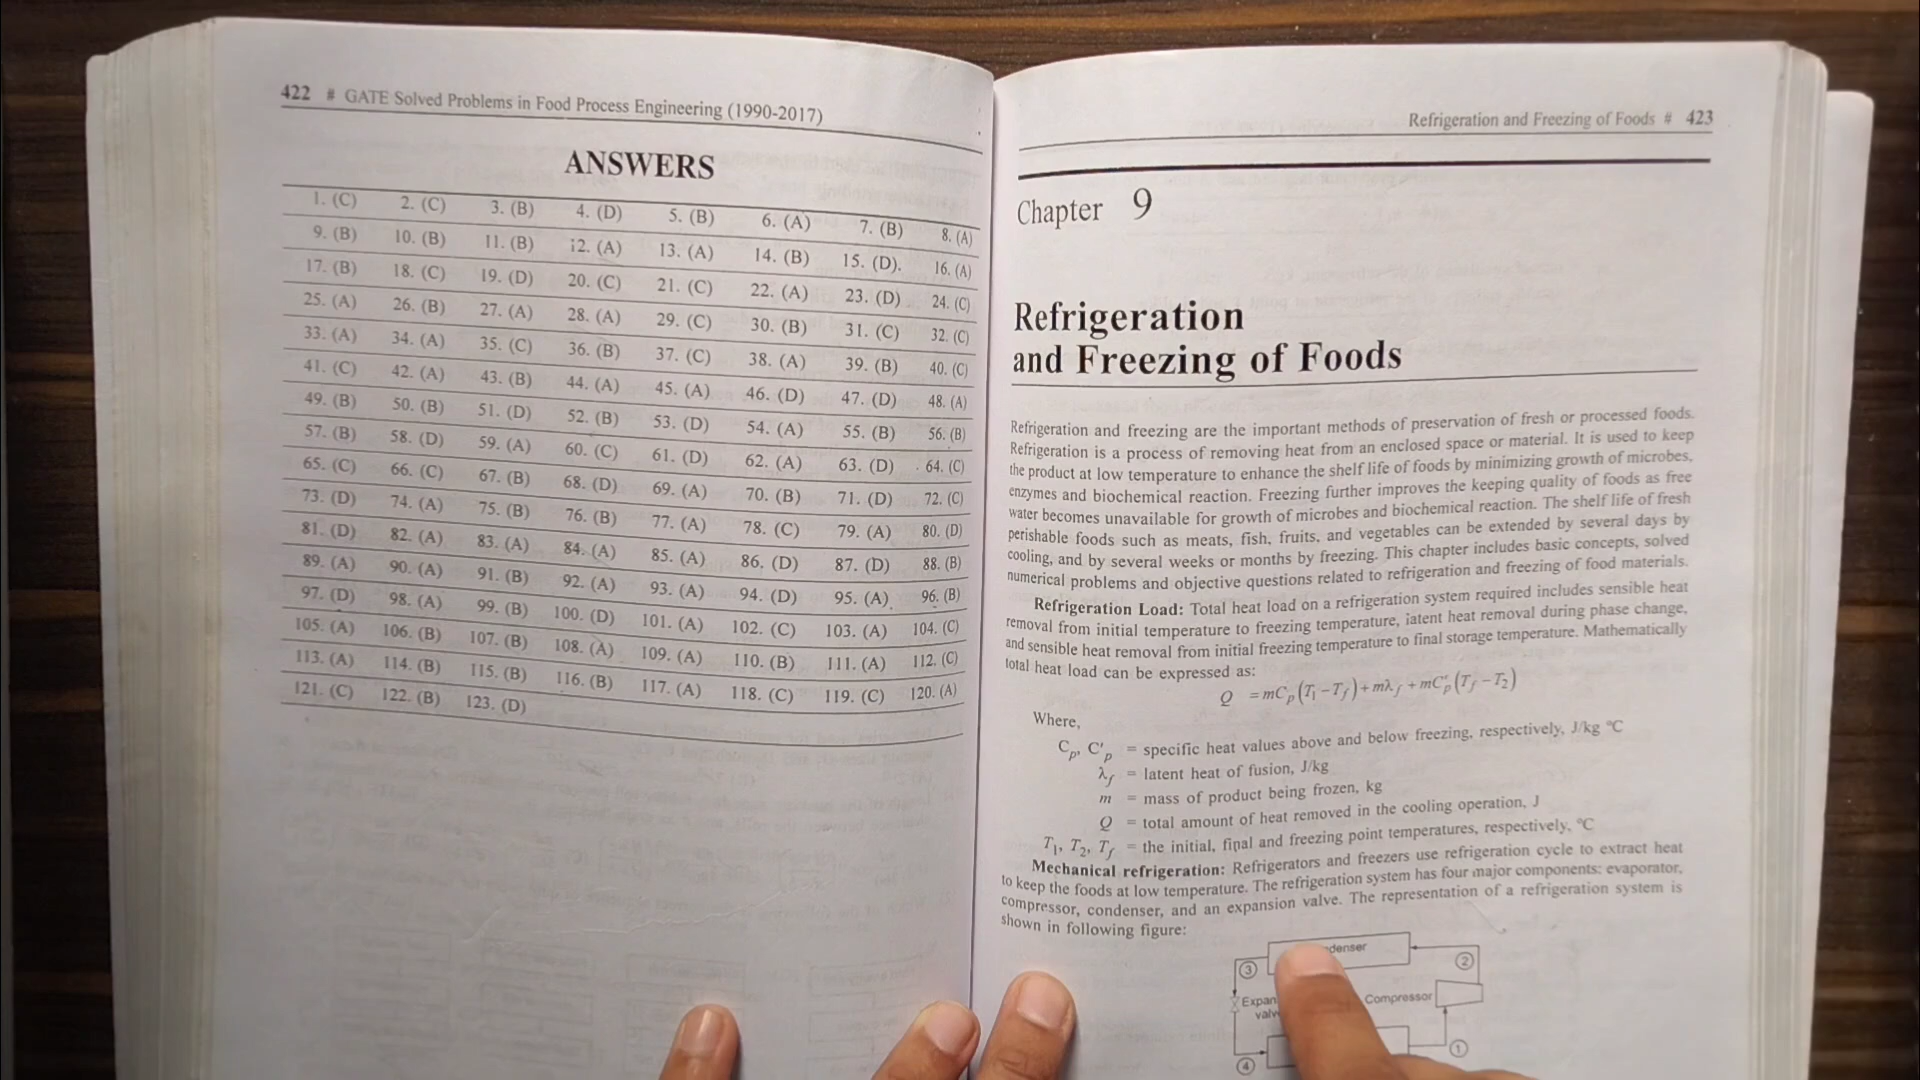 422 # GATE Solved Problems in Food Process Engineering (1990-2017)
ANSWERS
1. (C) 2. (C) 3. (B) 4. (D) 5. (B) 6. (A) 7. (B) 8. (A)
9. (B) 10. (B) 11. (B) 12. (A) 13. (A) 14. (B) 15. (D). 16. (A)
17. (B) 18. (C) 19. (D) 20. (C) 21. (C) 22. (A) 23. (D) 24. (C)
25. (A) 26. (B) 27. (A) 28. (A) 29. (C) 30. (B) 31. (C) 32. (C)
33. (A) 34. (A) 35. (C) 36. (B) 37. (C) 38. (A) 39. (B) 40. (C)
41. (C) 42. (A) 43. (B) 44. (A) 45. (A) 46. (D) 47. (D) 48. (A)
49. (B) 50. (B) 51. (D) 52. (B) 53. (D) 54. (A) 55. (B) 56. (B)
57. (B) 58. (D) 59. (A) 60. (C) 61. (D) 62. (A) 63. (D) 64. (C)
65. (C) 66. (C) 67. (B) 68. (D) 69. (A) 70. (B) 71. (D) 72. (C)
73. (D) 74. (A) 75. (B) 76. (B) 77. (A) 78. (C) 79. (A) 80. (D)
81. (D) 82. (A) 83. (A) 84. (A) 85. (A) 86. (D) 87. (D) 88. (B)
89. (A) 90. (A) 91. (B) 92. (A) 93. (A) 94. (D) 95. (A) 96. (B)
97. (D) 98. (A) 99. (B) 100. (D) 101. (A) 102. (C) 103. (A) 104. (C)
105. (A) 106. (B) 107. (B) 108. (A) 109. (A) 110. (B) 111. (A) 112. (C)
113. (A) 114. (B) 115. (B) 116. (B) 117. (A) 118. (C) 119. (C) 120. (A)
121. (C) 122. (B) 123. (D)
Refrigeration and Freezing of Foods # 423
Chapter 9
Refrigeration
and Freezing of Foods
Refrigeration and freezing are the important methods of preservation of fresh or processed foods.
Refrigeration is a process of removing heat from an enclosed space or material. It is used to keep
the product at low temperature to enhance the shelf life of foods by minimizing growth of microbes,
enzymes and biochemical reaction. Freezing further improves the keeping quality of foods as free
water becomes unavailable for growth of microbes and biochemical reaction. The shelf life of fresh
perishable foods such as meats, fish, fruits, and vegetables can be extended by several days by
cooling, and by several weeks or months by freezing. This chapter includes basic concepts, solved
numerical problems and objective questions related to refrigeration and freezing of food materials.
Refrigeration Load: Total heat load on a refrigeration system required includes sensible heat
removal from initial temperature to freezing temperature, latent heat removal during phase change,
and sensible heat removal from initial freezing temperature to final storage temperature. Mathematically
total heat load can be expressed as:
Q = mCp (T1 – Tf) + mλf + mC'p (Tf – T2)
Where,
Cp, C'p = specific heat values above and below freezing, respectively, J/kg °C
λf = latent heat of fusion, J/kg
m = mass of product being frozen, kg
Q = total amount of heat removed in the cooling operation, J
T1, T2, Tf = the initial, final and freezing point temperatures, respectively, °C
Mechanical refrigeration: Refrigerators and freezers use refrigeration cycle to extract heat
to keep the foods at low temperature. The refrigeration system has four major components: evaporator,
compressor, condenser, and an expansion valve. The representation of a refrigeration system is
shown in following figure:
denser
3 2
Expan
valv
Compressor
4 1